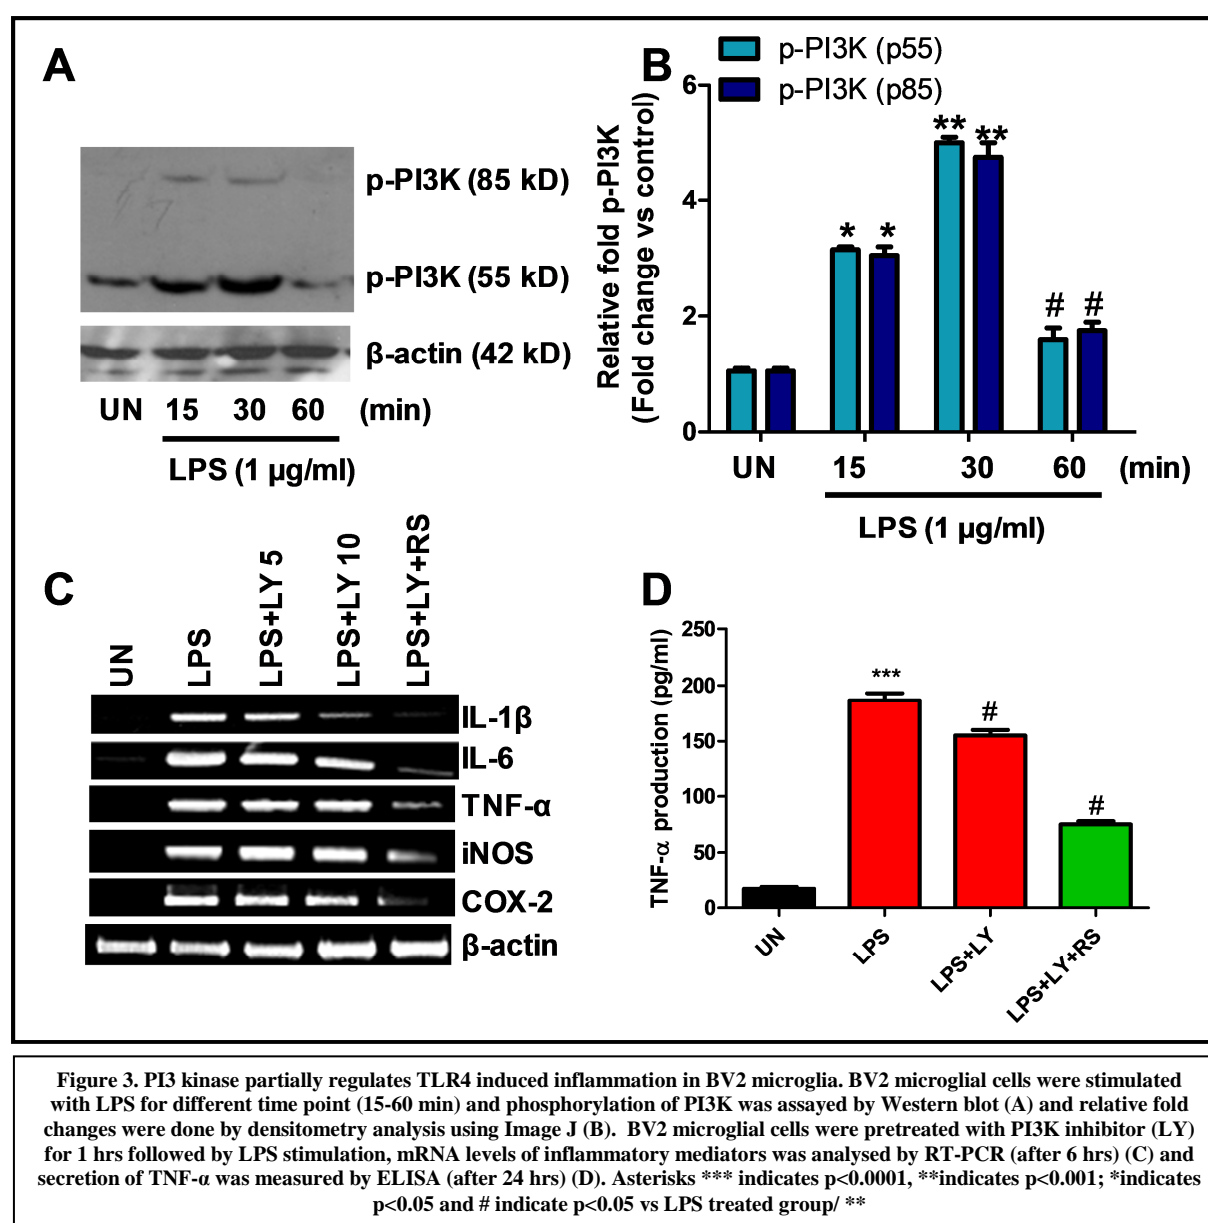 A
p-PI3K (85 kD)
p-PI3K (55 kD)
β-actin (42 kD)
UN 15 30 60 (min)
LPS (1 µg/ml)
B
p-PI3K (p55)
p-PI3K (p85)
Relative fold p-PI3K
(Fold change vs control)
6
4
2
0
* *
** **
# #
UN 15 30 60 (min)
LPS (1 µg/ml)
C
UN
LPS
LPS+LY 5
LPS+LY 10
LPS+LY+RS
IL-1β
IL-6
TNF-α
iNOS
COX-2
β-actin
D
TNF-α production (pg/ml)
250
200
150
100
50
0
***
#
#
UN
LPS
LPS+LY
LPS+LY+RS
Figure 3. PI3 kinase partially regulates TLR4 induced inflammation in BV2 microglia. BV2 microglial cells were stimulated
with LPS for different time point (15-60 min) and phosphorylation of PI3K was assayed by Western blot (A) and relative fold
changes were done by densitometry analysis using Image J (B). BV2 microglial cells were pretreated with PI3K inhibitor (LY)
for 1 hrs followed by LPS stimulation, mRNA levels of inflammatory mediators was analysed by RT-PCR (after 6 hrs) (C) and
secretion of TNF-α was measured by ELISA (after 24 hrs) (D). Asterisks *** indicates p<0.0001, **indicates p<0.001; *indicates
p<0.05 and # indicate p<0.05 vs LPS treated group/ **